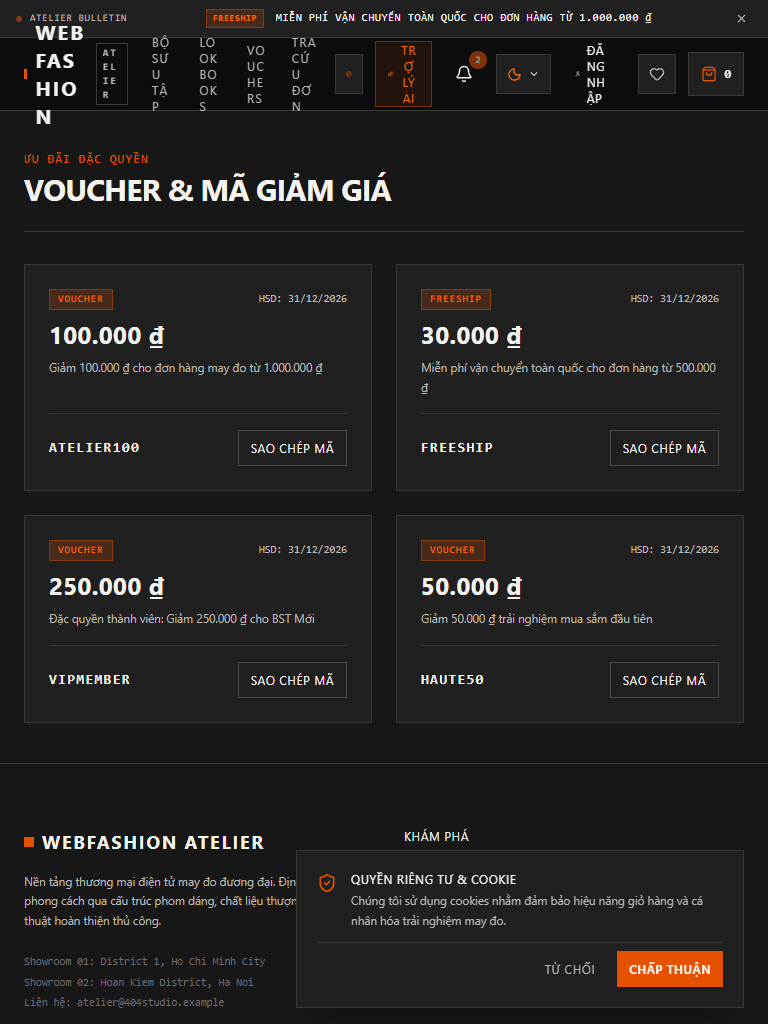 ATELIER BULLETIN
FREESHIP MIỄN PHÍ VẬN CHUYỂN TOÀN QUỐC CHO ĐƠN HÀNG TỪ 1.000.000 ₫
WEB
FAS
HIO
N
AT
EL
IE
R
BỘ
SƯ
U
TẬ
P
LO
OK
BO
OK
S
VO
UC
HE
RS
TRA
CỨ
U
ĐƠ
N
TR
Ợ
LÝ
AI
2
ĐĂ
NG
NH
ẬP
0
ƯU ĐÃI ĐẶC QUYỀN
VOUCHER & MÃ GIẢM GIÁ
VOUCHER HSD: 31/12/2026
100.000 ₫
Giảm 100.000 ₫ cho đơn hàng may đo từ 1.000.000 ₫
ATELIER100 SAO CHÉP MÃ
FREESHIP HSD: 31/12/2026
30.000 ₫
Miễn phí vận chuyển toàn quốc cho đơn hàng từ 500.000
₫
FREESHIP SAO CHÉP MÃ
VOUCHER HSD: 31/12/2026
250.000 ₫
Đặc quyền thành viên: Giảm 250.000 ₫ cho BST Mới
VIPMEMBER SAO CHÉP MÃ
VOUCHER HSD: 31/12/2026
50.000 ₫
Giảm 50.000 ₫ trải nghiệm mua sắm đầu tiên
HAUTE50 SAO CHÉP MÃ
WEBFASHION ATELIER
Nền tảng thương mại điện tử may đo đương đại. Địn
phong cách qua cấu trúc phom dáng, chất liệu thượn
thuật hoàn thiện thủ công.
Showroom 01: District 1, Ho Chi Minh City
Showroom 02: Hoan Kiem District, Ha Noi
Liên hệ: atelier@404studio.example
KHÁM PHÁ
QUYỀN RIÊNG TƯ & COOKIE
Chúng tôi sử dụng cookies nhằm đảm bảo hiệu năng giỏ hàng và cá
nhân hóa trải nghiệm may đo.
TỪ CHỐI CHẤP THUẬN